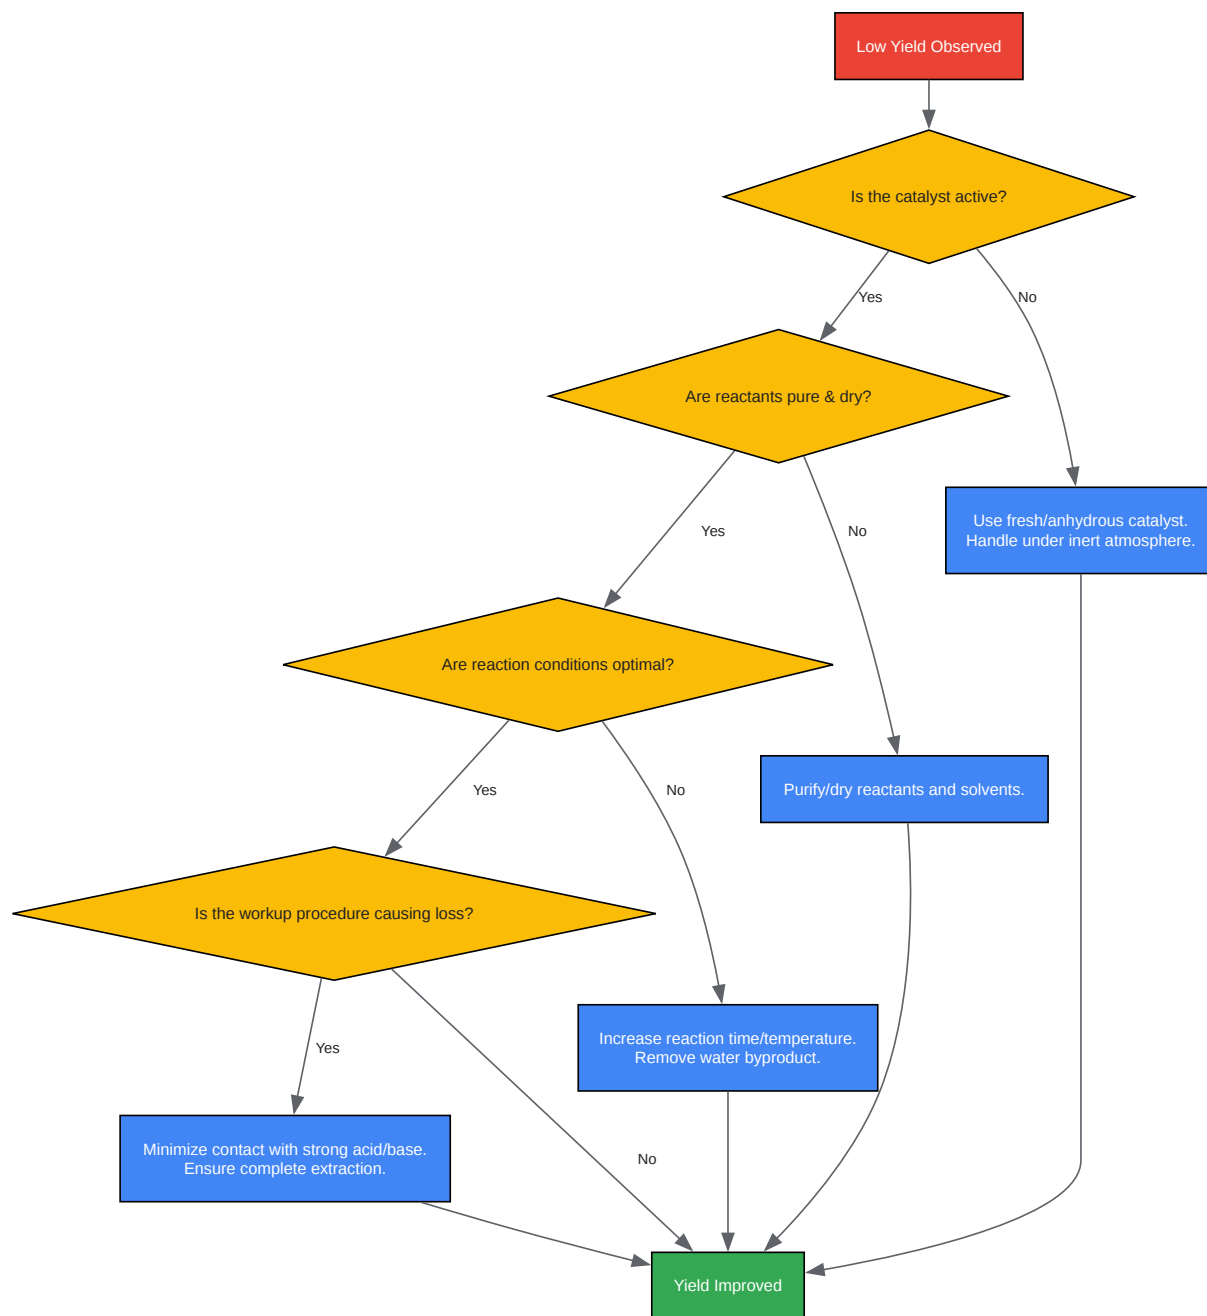 Low Yield Observed
Is the catalyst active?
Yes
No
Are reactants pure & dry?
Use fresh/anhydrous catalyst.
Handle under inert atmosphere.
Yes
No
Are reaction conditions optimal?
Yes
No
Purify/dry reactants and solvents.
Is the workup procedure causing loss?
Increase reaction time/temperature.
Remove water byproduct.
Yes
Minimize contact with strong acid/base.
Ensure complete extraction.
No
Yield Improved